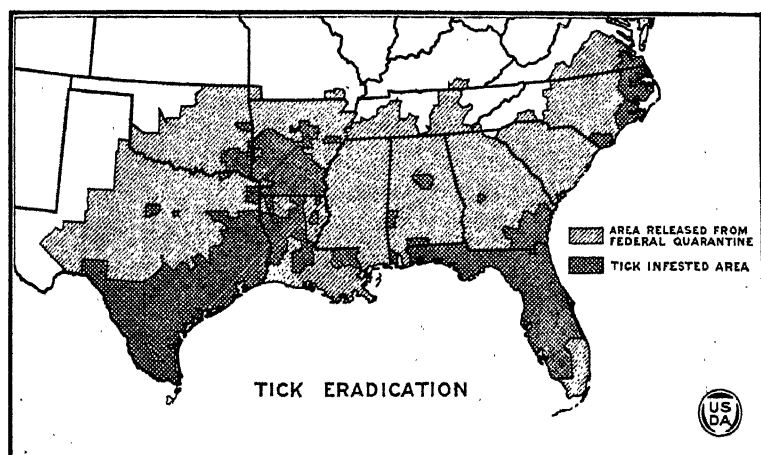 AREA RELEASED FROM
FEDERAL QUARANTINE
TICK INFESTED AREA
TICK ERADICATION
US
DA